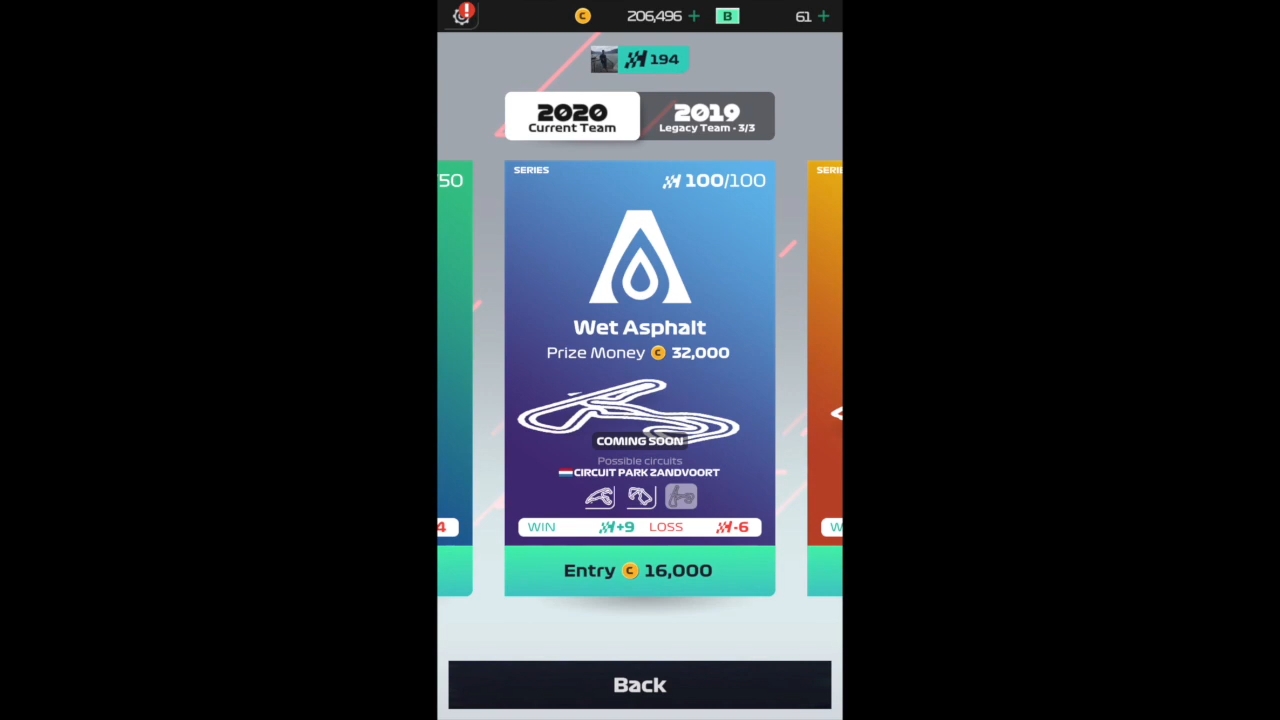 C 206,496 + B 61 +
194
2020
Current Team
2019
Legacy Team - 3/3
/50
SERIES
100/100
Wet Asphalt
Prize Money C 32,000
COMING SOON
Possible circuits
CIRCUIT PARK ZANDVOORT
WIN +9 LOSS -6
4
Entry C 16,000
Back